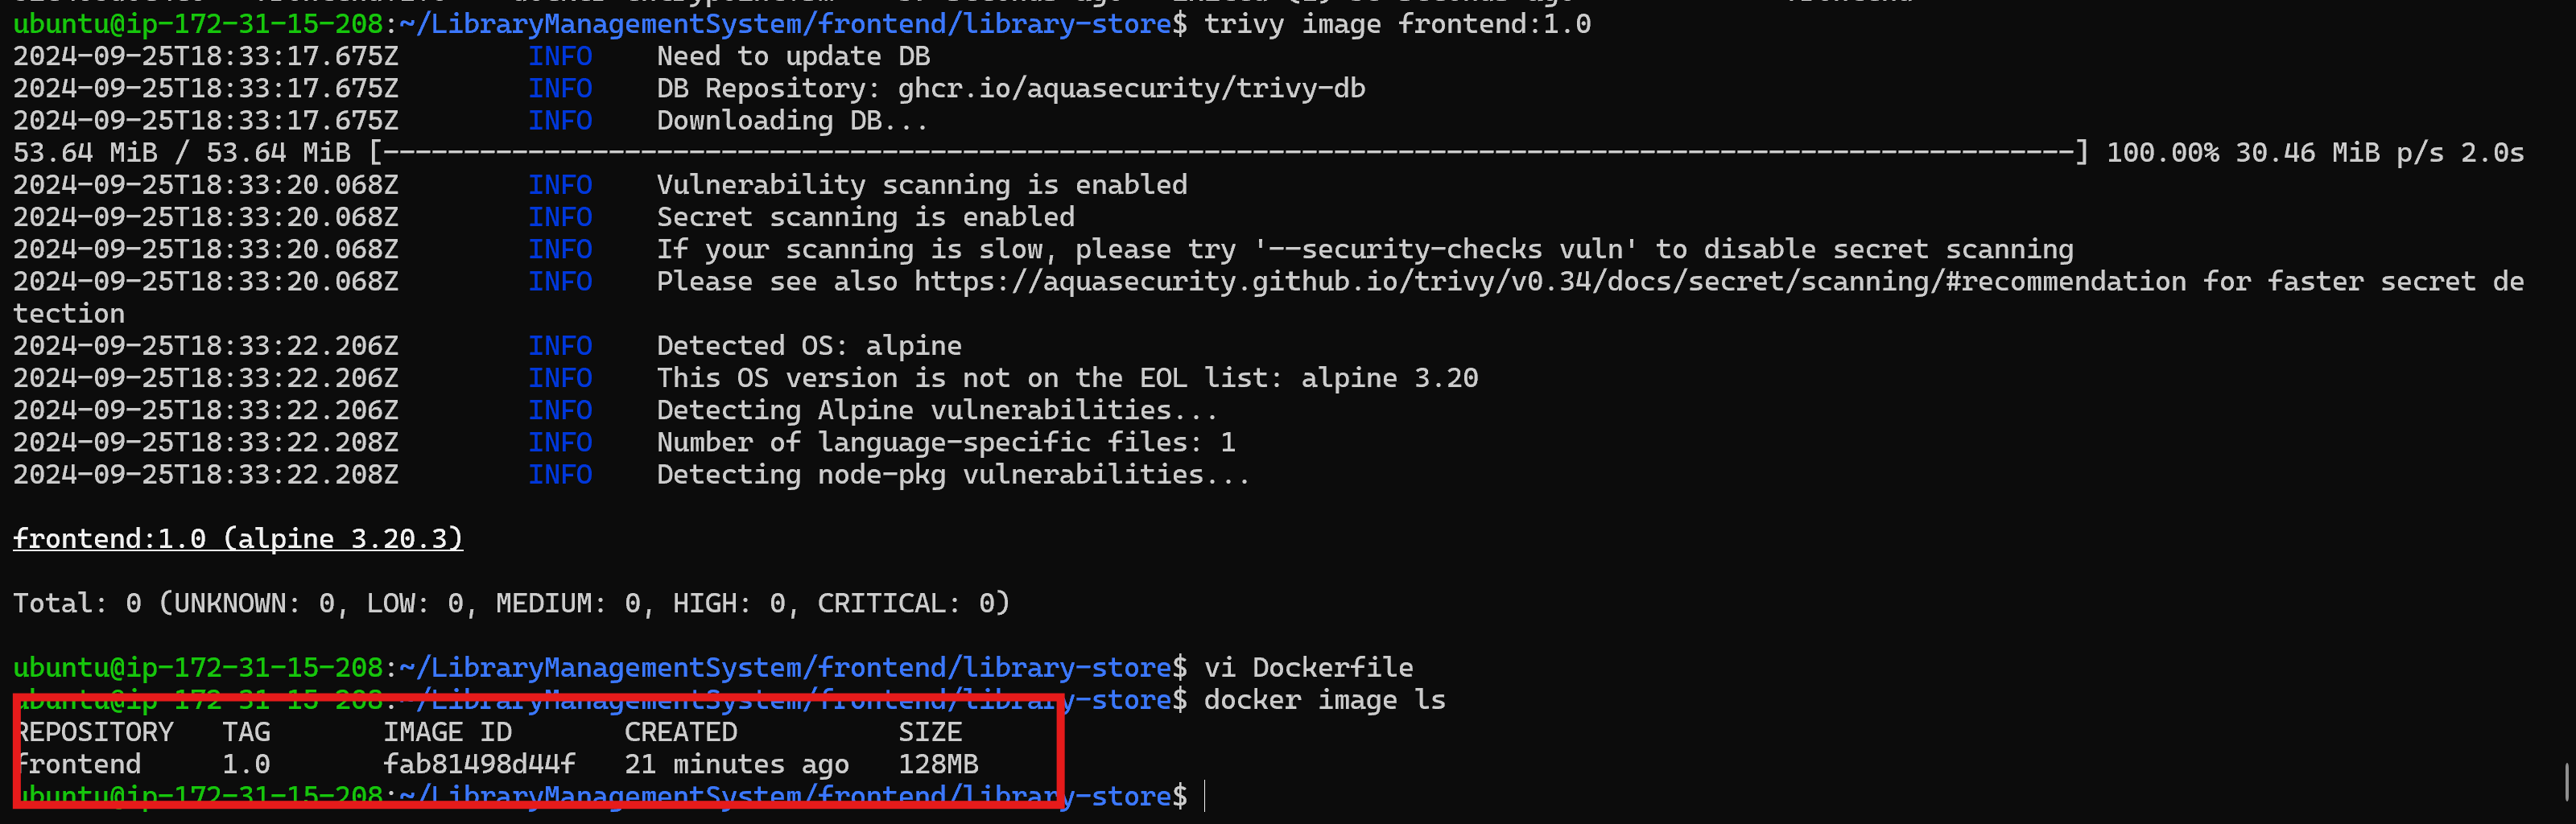 ubuntu@ip-172-31-15-208:~/LibraryManagementSystem/frontend/library-store$ trivy image frontend:1.0
2024-09-25T18:33:17.675Z        INFO    Need to update DB
2024-09-25T18:33:17.675Z        INFO    DB Repository: ghcr.io/aquasecurity/trivy-db
2024-09-25T18:33:17.675Z        INFO    Downloading DB...
53.64 MiB / 53.64 MiB [---------------------------------------------------------------------------------------------------------] 100.00% 30.46 MiB p/s 2.0s
2024-09-25T18:33:20.068Z        INFO    Vulnerability scanning is enabled
2024-09-25T18:33:20.068Z        INFO    Secret scanning is enabled
2024-09-25T18:33:20.068Z        INFO    If your scanning is slow, please try '--security-checks vuln' to disable secret scanning
2024-09-25T18:33:20.068Z        INFO    Please see also https://aquasecurity.github.io/trivy/v0.34/docs/secret/scanning/#recommendation for faster secret de
tection
2024-09-25T18:33:22.206Z        INFO    Detected OS: alpine
2024-09-25T18:33:22.206Z        INFO    This OS version is not on the EOL list: alpine 3.20
2024-09-25T18:33:22.206Z        INFO    Detecting Alpine vulnerabilities...
2024-09-25T18:33:22.208Z        INFO    Number of language-specific files: 1
2024-09-25T18:33:22.208Z        INFO    Detecting node-pkg vulnerabilities...
frontend:1.0 (alpine 3.20.3)
Total: 0 (UNKNOWN: 0, LOW: 0, MEDIUM: 0, HIGH: 0, CRITICAL: 0)
ubuntu@ip-172-31-15-208:~/LibraryManagementSystem/frontend/library-store$ vi Dockerfile
ubuntu@ip-172-31-15-208:~/LibraryManagementSystem/frontend/library-store$ docker image ls
REPOSITORY   TAG       IMAGE ID       CREATED          SIZE
frontend     1.0       fab81498d44f   21 minutes ago   128MB
ubuntu@ip-172-31-15-208:~/LibraryManagementSystem/frontend/library-store$